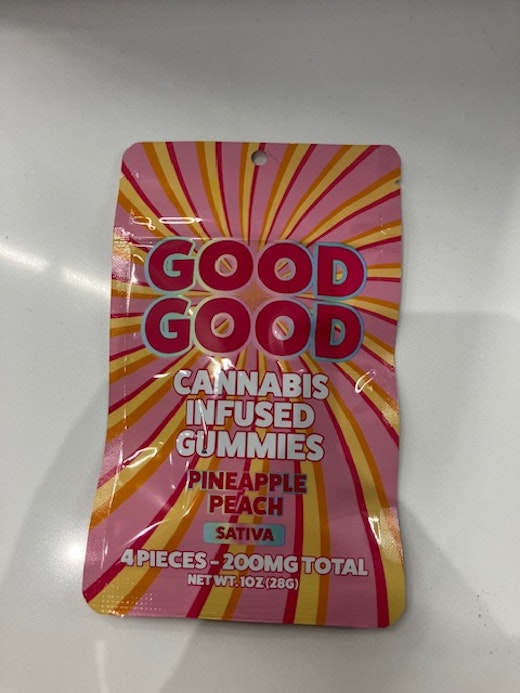 GOOD
GOOD
CANNABIS
INFUSED
GUMMIES
PINEAPPLE
PEACH
SATIVA
4 PIECES - 200MG TOTAL
NET WT. 1OZ (28G)